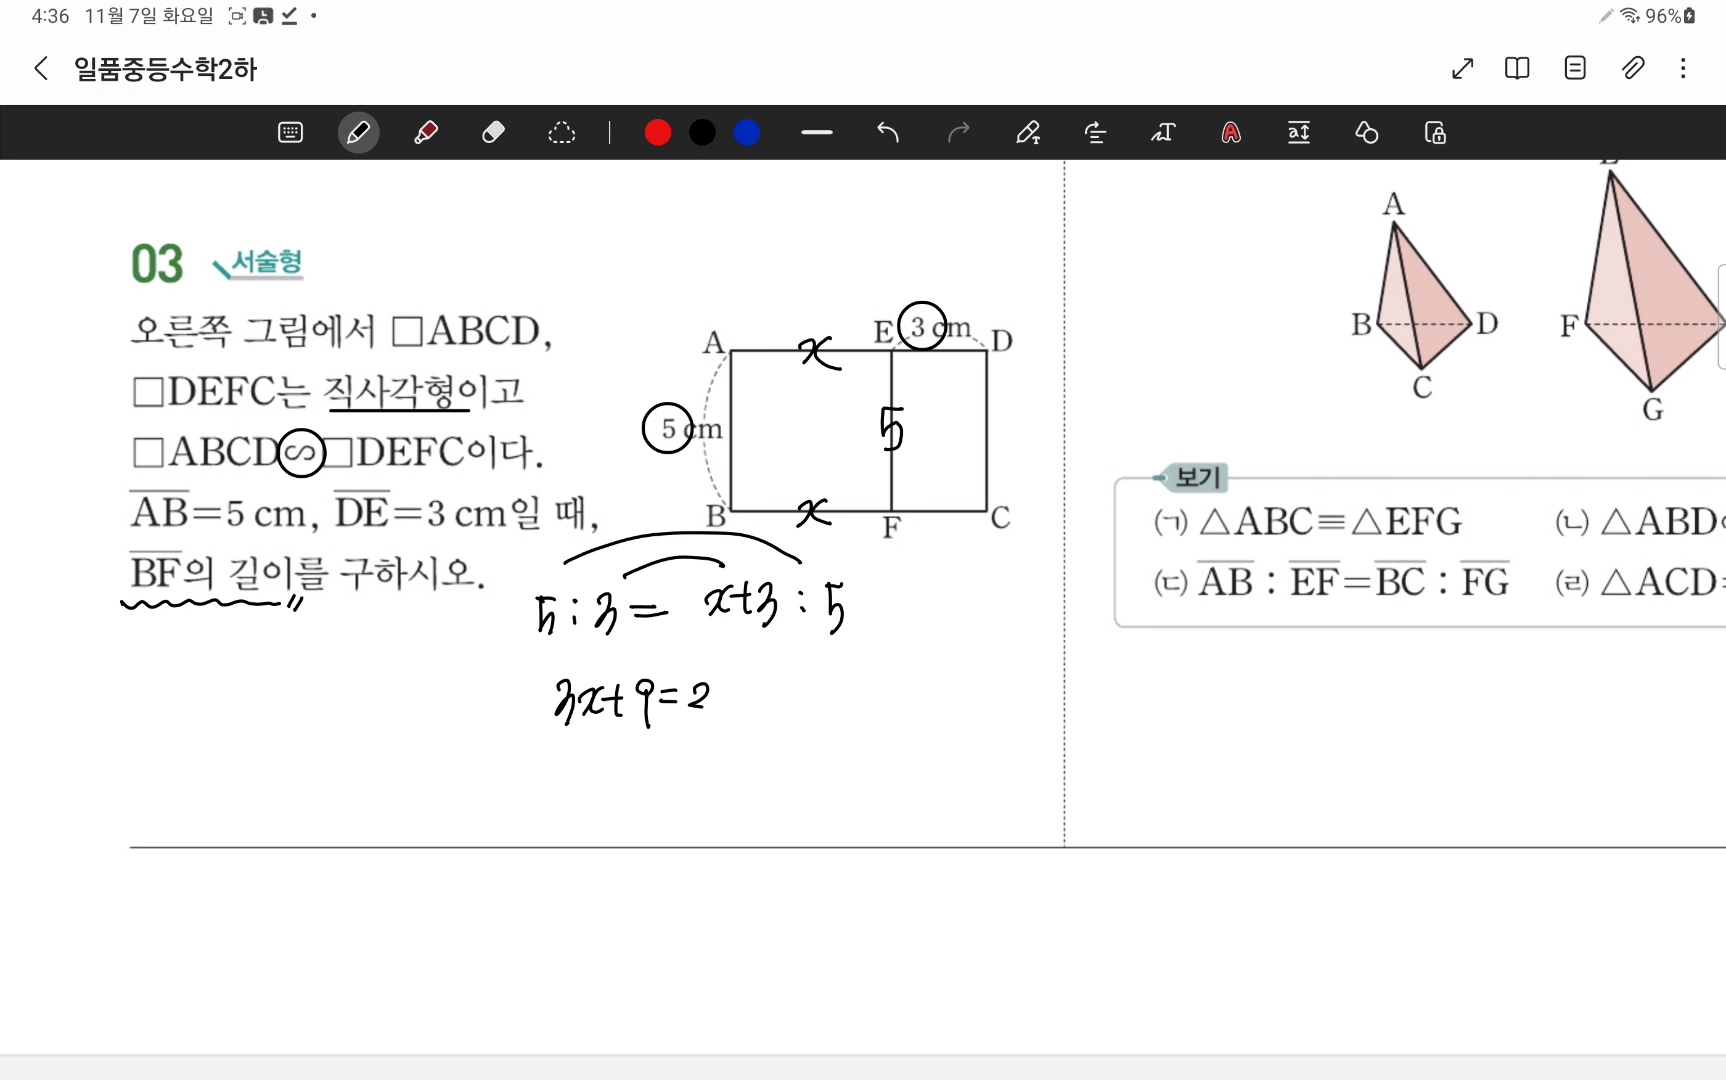 4:36 11월 7일 화요일
96%
일품중등수학2하
03 서술형
오른쪽 그림에서 □ABCD,
□DEFC는 직사각형이고
□ABCD∽□DEFC이다.
AB=5 cm, DE=3 cm일 때,
BF의 길이를 구하시오.
A x E 3 cm D
5 cm 5
B x F C
5 : 3 = x+3 : 5
3x+9=2
A
B D
C
F
G
보기
(ㄱ) △ABC≡△EFG (ㄴ) △ABD
(ㄷ) AB : EF=BC : FG (ㄹ) △ACD